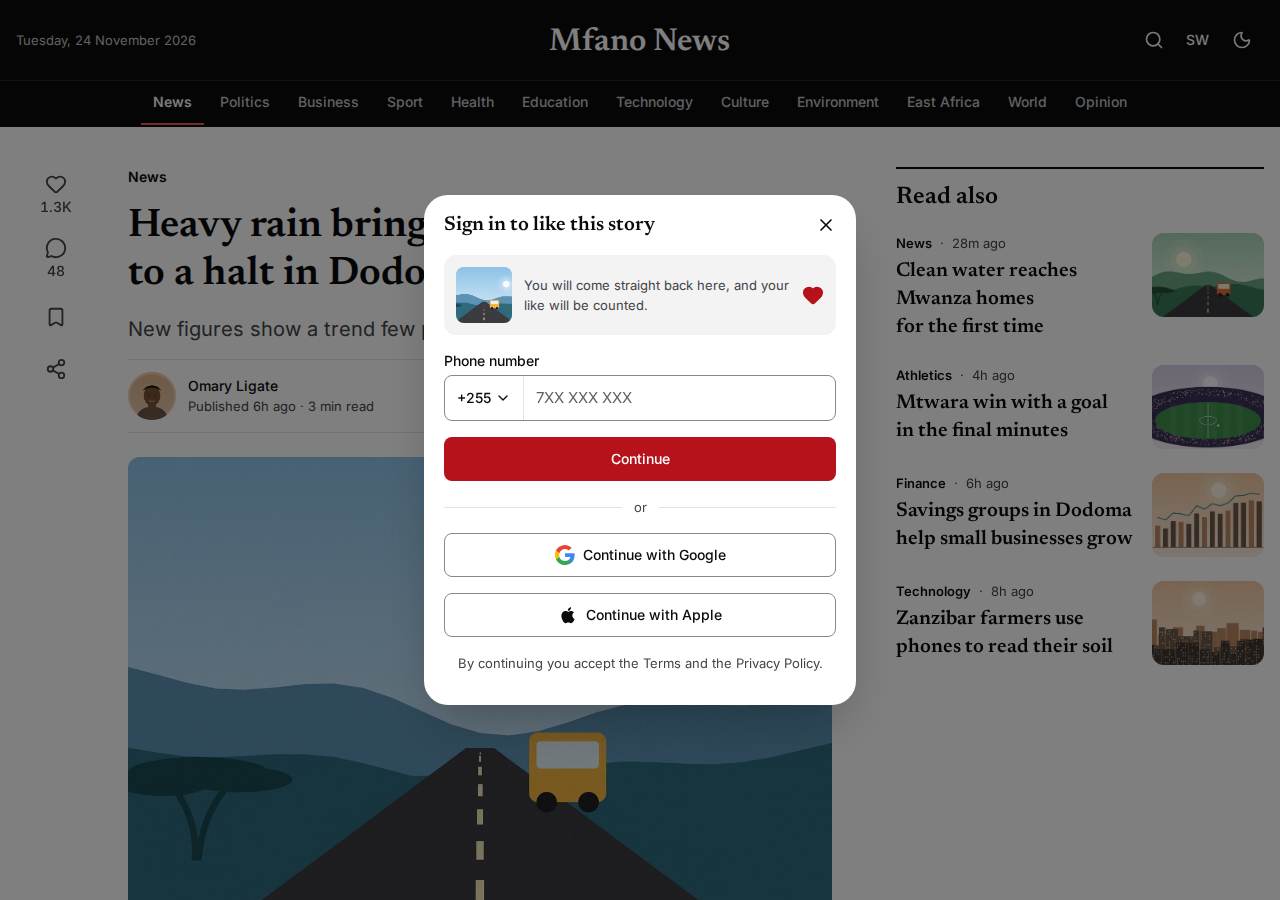 Tuesday, 24 November 2026
Mfano News
SW
News
Politics
Business
Sport
Health
Education
Technology
Culture
Environment
East Africa
World
Opinion
1.3K
48
News
Heavy rain bring
to a halt in Dodo
New figures show a trend few
Omary Ligate
Published 6h ago · 3 min read
Sign in to like this story
You will come straight back here, and your
like will be counted.
Phone number
+255
7XX XXX XXX
Continue
or
Continue with Google
Continue with Apple
By continuing you accept the Terms and the Privacy Policy.
Read also
News · 28m ago
Clean water reaches
Mwanza homes
for the first time
Athletics · 4h ago
Mtwara win with a goal
in the final minutes
Finance · 6h ago
Savings groups in Dodoma
help small businesses grow
Technology · 8h ago
Zanzibar farmers use
phones to read their soil